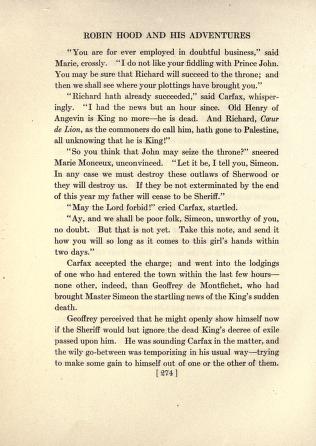 ROBIN HOOD AND HIS ADVENTURES
"You are for ever employed in doubtful business," said
Marie, crossly. "I do not like your fiddling with Prince John.
You may be sure that Richard will succeed to the throne; and
then we shall see where your plottings have brought you."
"Richard hath already succeeded," said Carfax, whisper-
ingly. "I had the news but an hour since. Old Henry of
Angevin is King no more—he is dead. And Richard, Cœur
de Lion, as the commoners do call him, hath gone to Palestine,
all unknowing that he is King!"
"So you think that John may seize the throne?" sneered
Marie Monceux, unconvinced. "Let it be, I tell you, Simeon.
In any case we must destroy these outlaws of Sherwood or
they will destroy us. If they be not exterminated by the end
of this year my father will cease to be Sheriff."
"May the Lord forbid!" cried Carfax, startled.
"Ay, and we shall be poor folk, Simeon, unworthy of you,
no doubt. But that is not yet. Take this note, and send it
how you will so long as it comes to this girl's hands within
two days."
Carfax accepted the charge; and went into the lodgings
of one who had entered the town within the last few hours—
none other, indeed, than Geoffrey de Montfichet, who had
brought Master Simeon the startling news of the King's sudden
death.
Geoffrey perceived that he might openly show himself now
if the Sheriff would but ignore the dead King's decree of exile
passed upon him. He was sounding Carfax in the matter, and
the wily go-between was temporizing in his usual way—trying
to make some gain to himself out of one or the other of them.
[ 274 ]